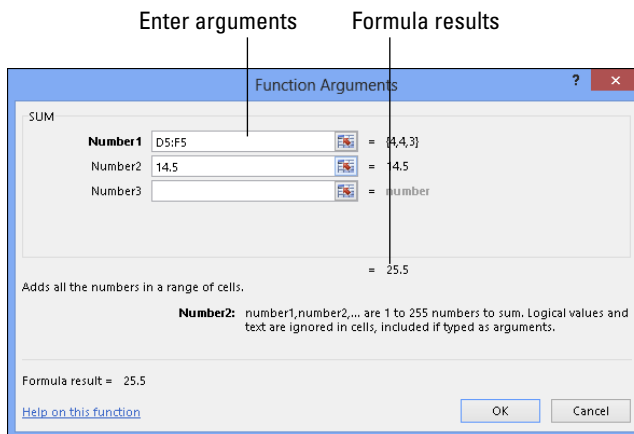 Enter arguments Formula results
Function Arguments ? ×
SUM
Number1 D5:F5 = {4,4,3}
Number2 14.5 = 14.5
Number3 = number
= 25.5
Adds all the numbers in a range of cells.
Number2: number1,number2,... are 1 to 255 numbers to sum. Logical values and
text are ignored in cells, included if typed as arguments.
Formula result = 25.5
Help on this function OK Cancel